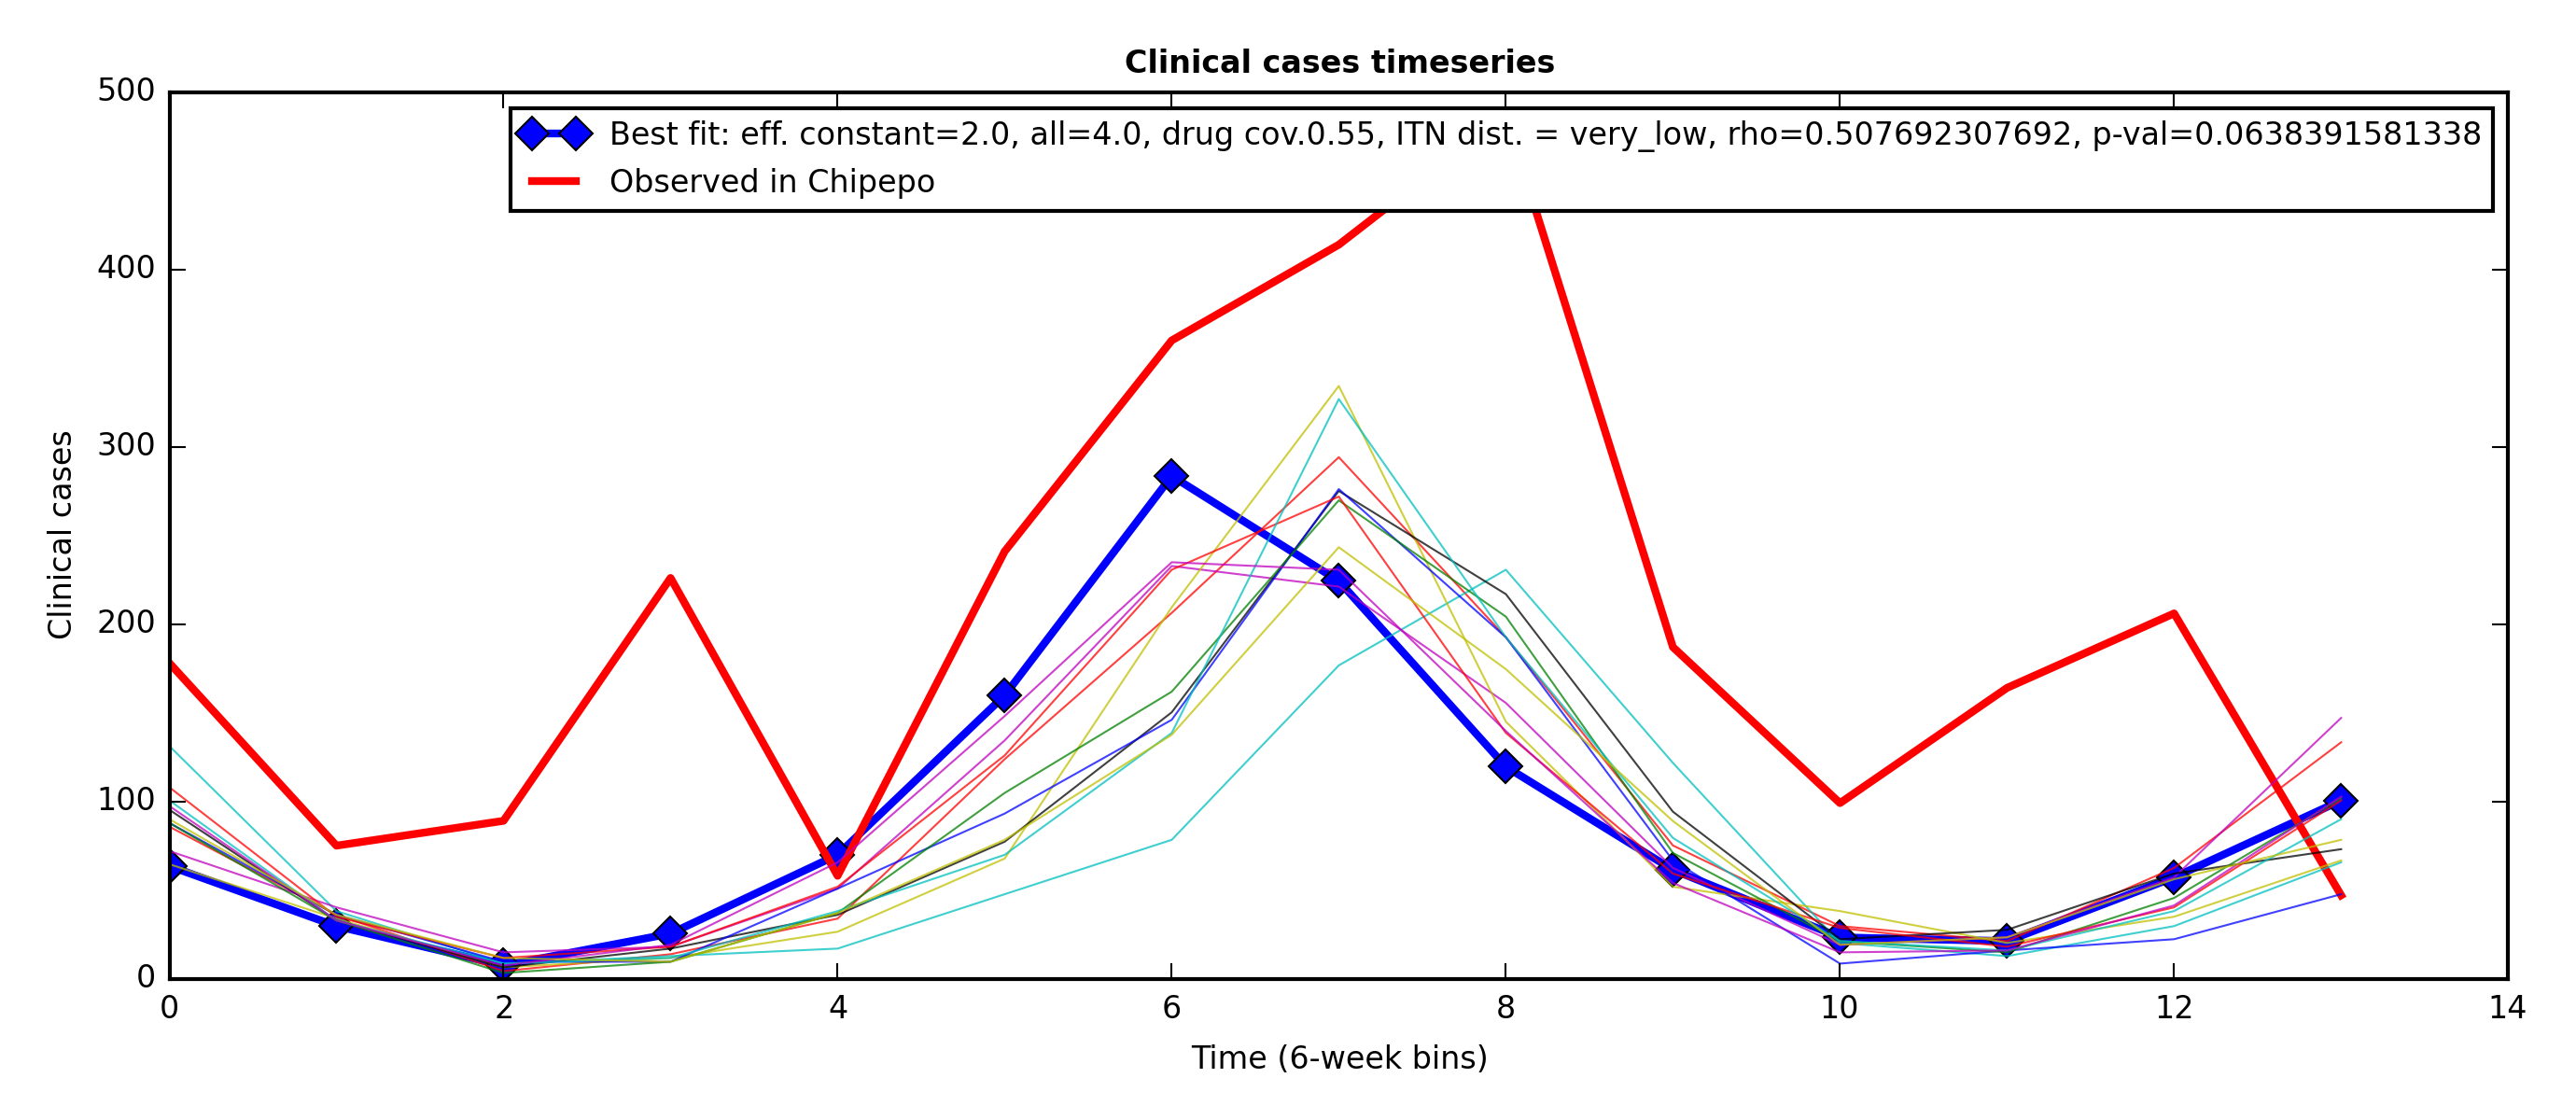 Clinical cases timeseries
500
400
300
200
100
0
Clinical cases
Best fit: eff. constant=2.0, all=4.0, drug cov.0.55, ITN dist. = very_low, rho=0.507692307692, p-val=0.0638391581338
Observed in Chipepo
0 2 4 6 8 10 12 14
Time (6-week bins)